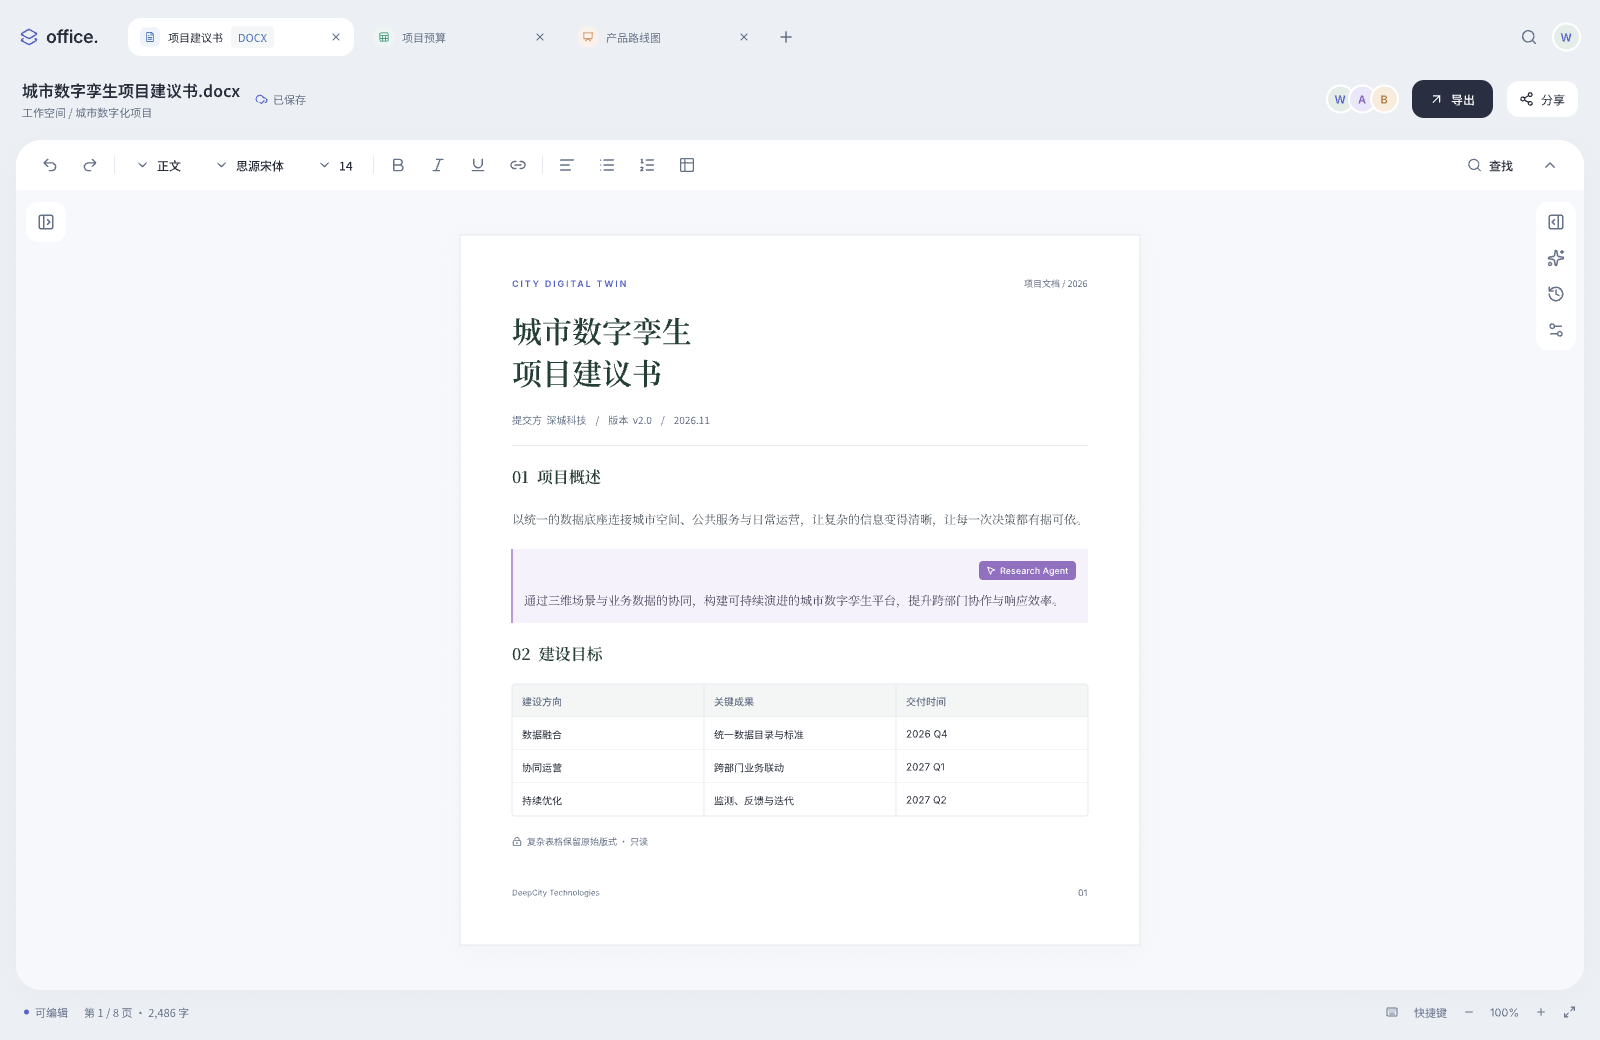 office.
项目建议书 DOCX
项目预算
产品路线图
W
城市数字孪生项目建议书.docx
已保存
工作空间 / 城市数字化项目
W A B
导出
分享
正文
思源宋体
14
查找
CITY DIGITAL TWIN
项目文档 / 2026
城市数字孪生
项目建议书
提交方 深城科技 / 版本 v2.0 / 2026.11
01 项目概述
以统一的数据底座连接城市空间、公共服务与日常运营，让复杂的信息变得清晰，让每一次决策都有据可依。
Research Agent
通过三维场景与业务数据的协同，构建可持续演进的城市数字孪生平台，提升跨部门协作与响应效率。
02 建设目标
建设方向 关键成果 交付时间
数据融合 统一数据目录与标准 2026 Q4
协同运营 跨部门业务联动 2027 Q1
持续优化 监测、反馈与迭代 2027 Q2
复杂表格保留原始版式 · 只读
DeepCity Technologies
01
可编辑
第 1 / 8 页 · 2,486 字
快捷键
100%